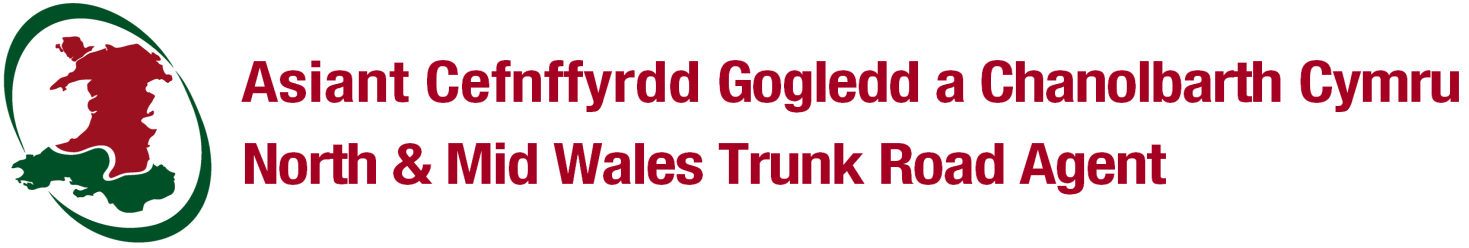 Asiant Cefnffyrdd Gogledd a Chanolbarth Cymru
North & Mid Wales Trunk Road Agent